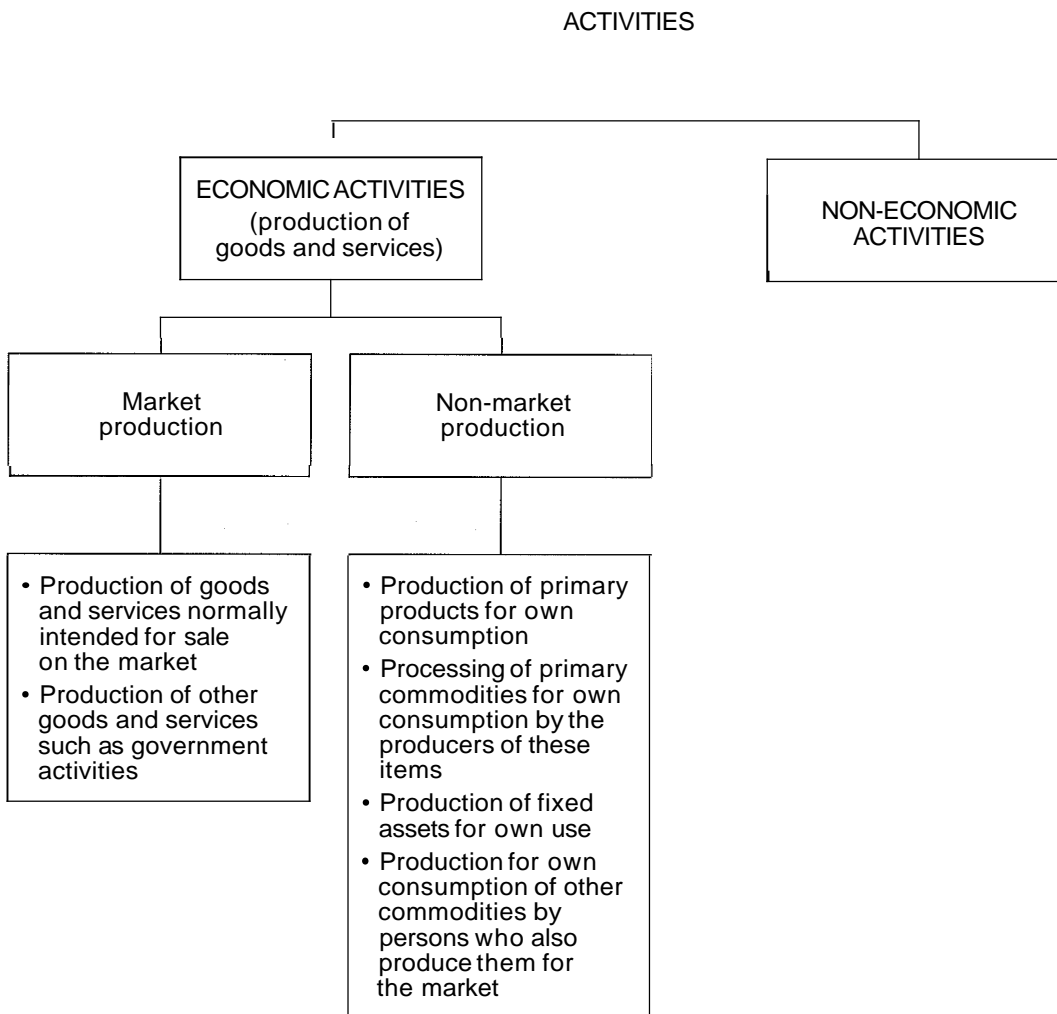 ACTIVITIES
ECONOMIC ACTIVITIES
(production of
goods and services)
NON-ECONOMIC
ACTIVITIES
Market
production
Non-market
production
• Production of goods
and services normally
intended for sale
on the market
• Production of other
goods and services
such as government
activities
• Production of primary
products for own
consumption
• Processing of primary
commodities for own
consumption by the
producers of these
items
• Production of fixed
assets for own use
• Production for own
consumption of other
commodities by
persons who also
produce them for
the market